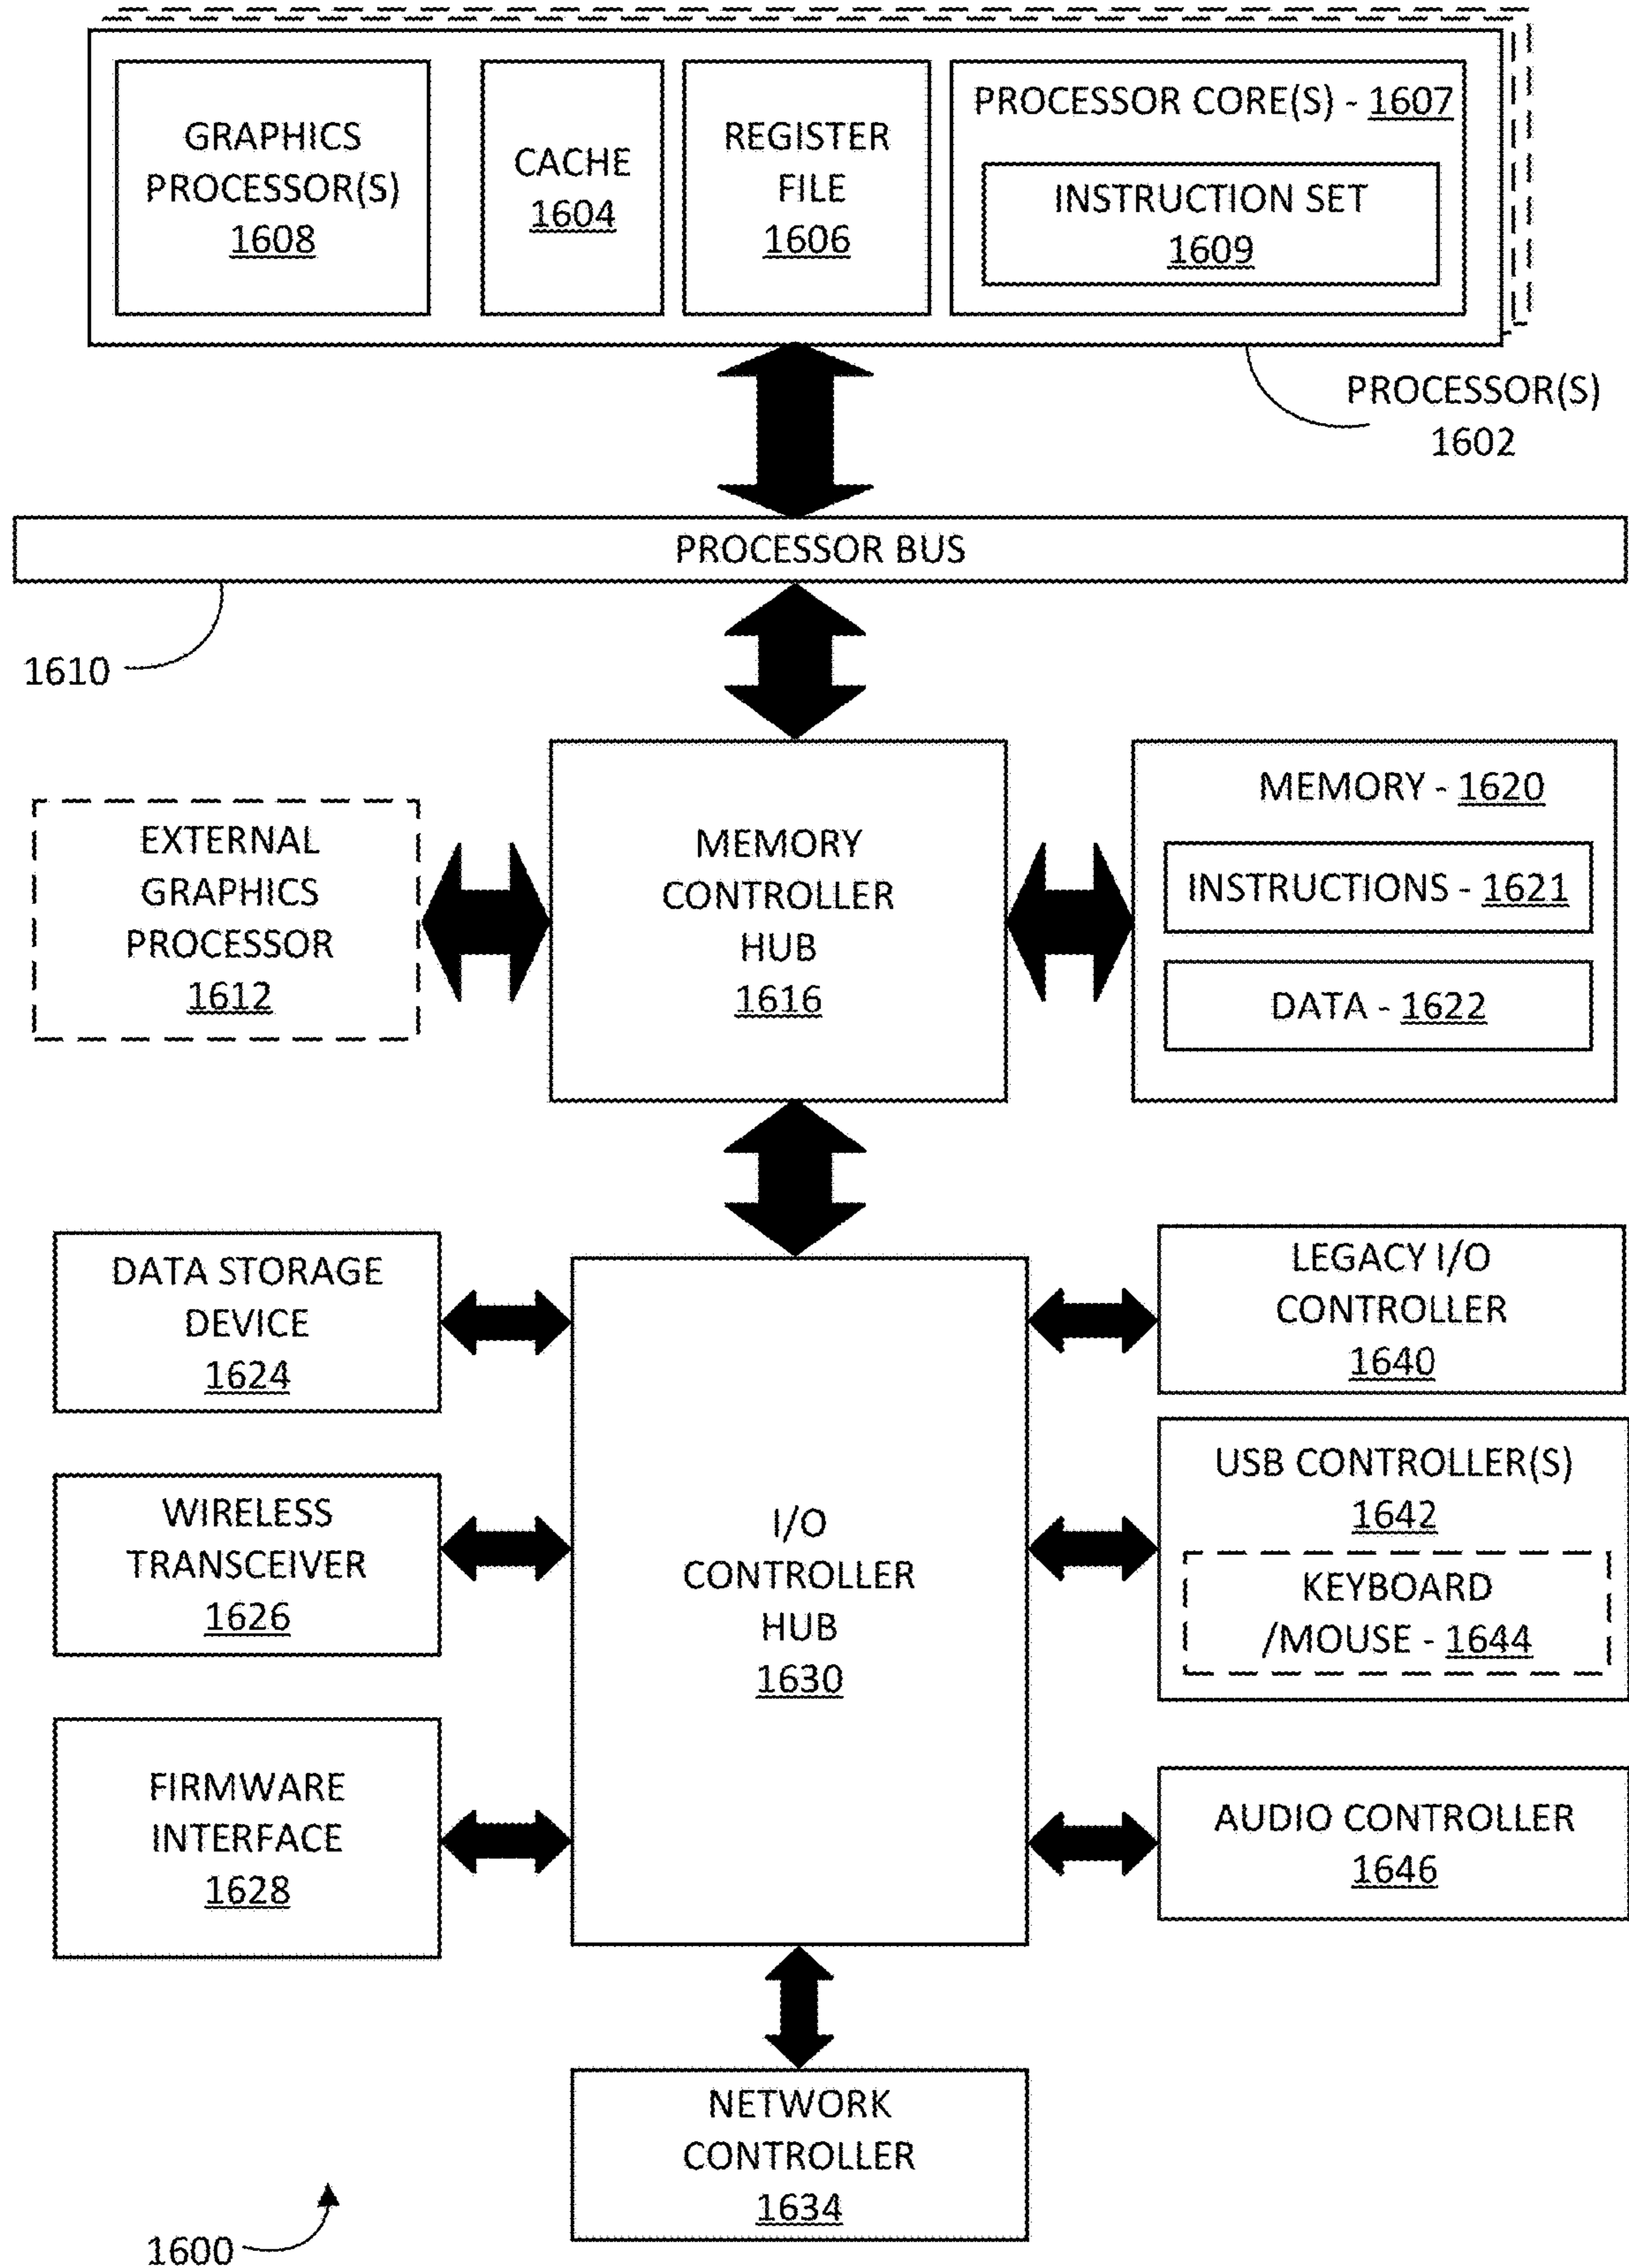 GRAPHICS
PROCESSOR(S)
1608
CACHE
1604
REGISTER
FILE
1606
PROCESSOR CORE(S) - 1607
INSTRUCTION SET
1609
PROCESSOR(S)
1602
PROCESSOR BUS
1610
EXTERNAL
GRAPHICS
PROCESSOR
1612
MEMORY
CONTROLLER
HUB
1616
MEMORY - 1620
INSTRUCTIONS - 1621
DATA - 1622
DATA STORAGE
DEVICE
1624
WIRELESS
TRANSCEIVER
1626
FIRMWARE
INTERFACE
1628
I/O
CONTROLLER
HUB
1630
LEGACY I/O
CONTROLLER
1640
USB CONTROLLER(S)
1642
KEYBOARD
/MOUSE - 1644
AUDIO CONTROLLER
1646
NETWORK
CONTROLLER
1634
1600